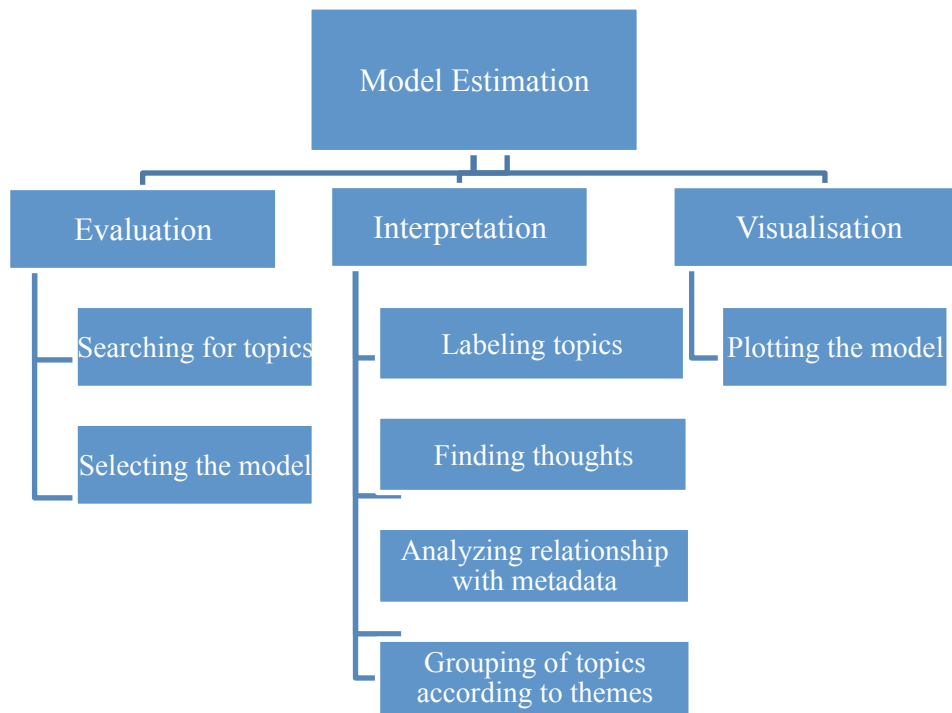 Model Estimation
Evaluation
Searching for topics
Selecting the model
Interpretation
Labeling topics
Finding thoughts
Analyzing relationship
with metadata
Grouping of topics
according to themes
Visualisation
Plotting the model